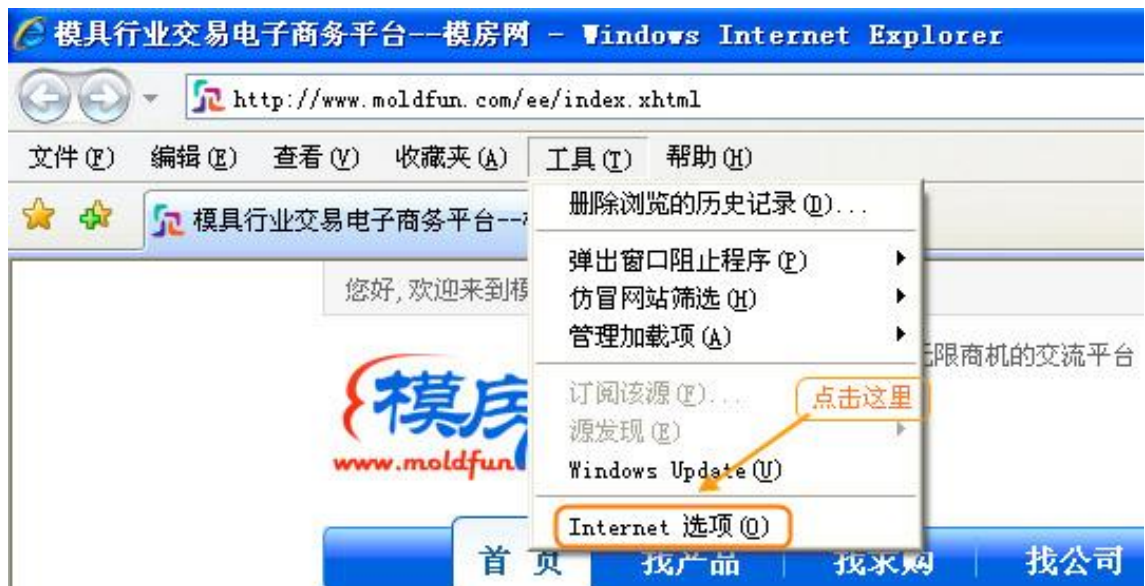 模具行业交易电子商务平台--模房网 - Windows Internet Explorer
http://www.moldfun.com/ee/index.xhtml
文件(F) 编辑(E) 查看(V) 收藏夹(A) 工具(T) 帮助(H)
模具行业交易电子商务平台--
删除浏览的历史记录(D)...
弹出窗口阻止程序(P)
您好,欢迎来到模
仿冒网站筛选(H)
管理加载项(A)
无限商机的交流平台
订阅该源(F)...
点击这里
源发现(E)
模房
www.moldfun
Windows Update(U)
Internet 选项(O)
首 页 找产品 找求购 找公司